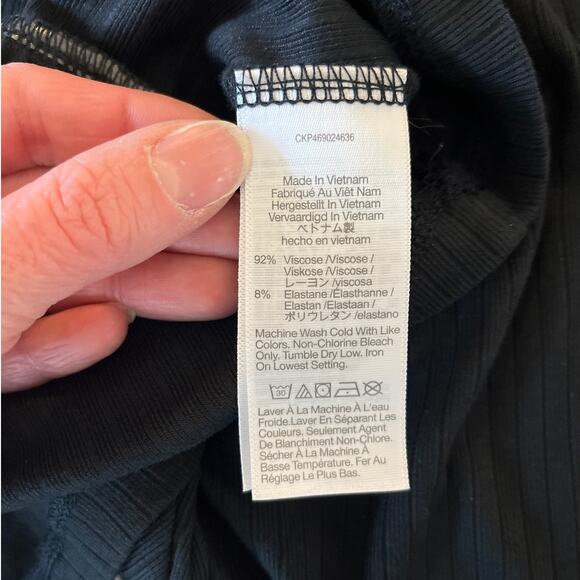 CKP469024636
Made In Vietnam
Fabriqué Au Viêt Nam
Hergestellt In Vietnam
Vervaardigd In Vietnam
ベトナム製
hecho en vietnam
92% Viscose /Viscose/
Viskose /Viscose /
レーヨン /viscosa
8% Elastane /Élasthanne/
Elastan /Elastaan /
ポリウレタン /elastano
Machine Wash Cold With Like
Colors. Non-Chlorine Bleach
Only. Tumble Dry Low. Iron
On Lowest Setting.
30
Laver À La Machine À L'eau
Froide.Laver En Séparant Les
Couleurs. Seulement Agent
De Blanchiment Non-Chlore.
Sécher À La Machine À
Basse Température. Fer Au
Réglage Le Plus Bas.